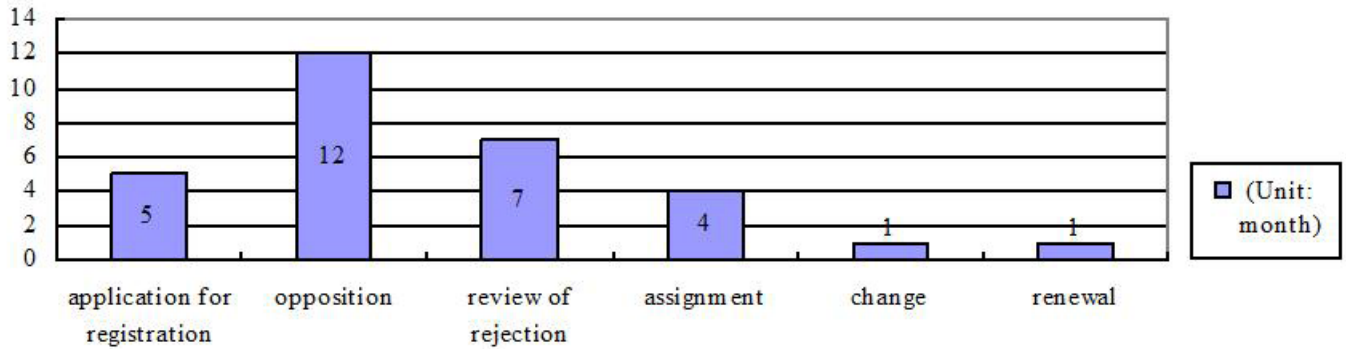 14
12
10
8
6
4
2
0
5
12
7
4
1
1
application for
registration
opposition
review of
rejection
assignment
change
renewal
(Unit:
month)